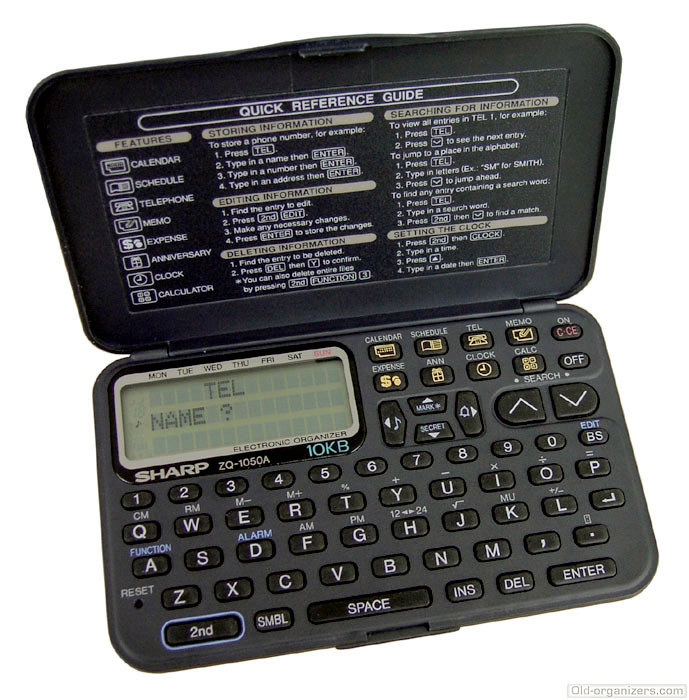 QUICK REFERENCE GUIDE
FEATURES
CALENDAR
SCHEDULE
TELEPHONE
MEMO
EXPENSE
ANNIVERSARY
CLOCK
CALCULATOR
STORING INFORMATION
To store a phone number, for example:
1. Press TEL.
2. Type in a name then ENTER.
3. Type in a number then ENTER.
4. Type in an address then ENTER.
EDITING INFORMATION
1. Find the entry to edit.
2. Press 2nd EDIT.
3. Make any necessary changes.
4. Press ENTER to store the changes.
DELETING INFORMATION
1. Find the entry to be deleted.
2. Press DEL then Y to confirm.
*You can also delete entire files
by pressing 2nd FUNCTION 3
SEARCHING FOR INFORMATION
To view all entries in TEL 1, for example:
1. Press TEL.
2. Press to see the next entry.
To jump to a place in the alphabet:
1. Press TEL.
2. Type in letters (Ex.: "SM" for SMITH).
3. Press to jump ahead.
To find any entry containing a search word:
1. Press TEL.
2. Type in a search word.
3. Press 2nd then to find a match.
SETTING THE CLOCK
1. Press 2nd then CLOCK.
2. Type in a time.
3. Press
4. Type in a date then ENTER.
MON TUE WED THU FRI SAT SUN
TEL
NAME ?
ELECTRONIC ORGANIZER
SHARP ZQ-1050A 10KB
CALENDAR SCHEDULE TEL MEMO ON
C·CE
EXPENSE ANN CLOCK CALC OFF
SEARCH
MARK*
SECRET
EDIT
1 2 3 4 5 6 7 8 9 0 BS
CM RM M- M+ % + - × ÷ =
Q W E R T Y U I O P
FUNCTION ALARM AM PM 12◄►24 MU +/-
A S D F G H J K L
RESET
Z X C V B N M , .
2nd SMBL SPACE INS DEL ENTER
Old-organizers.com